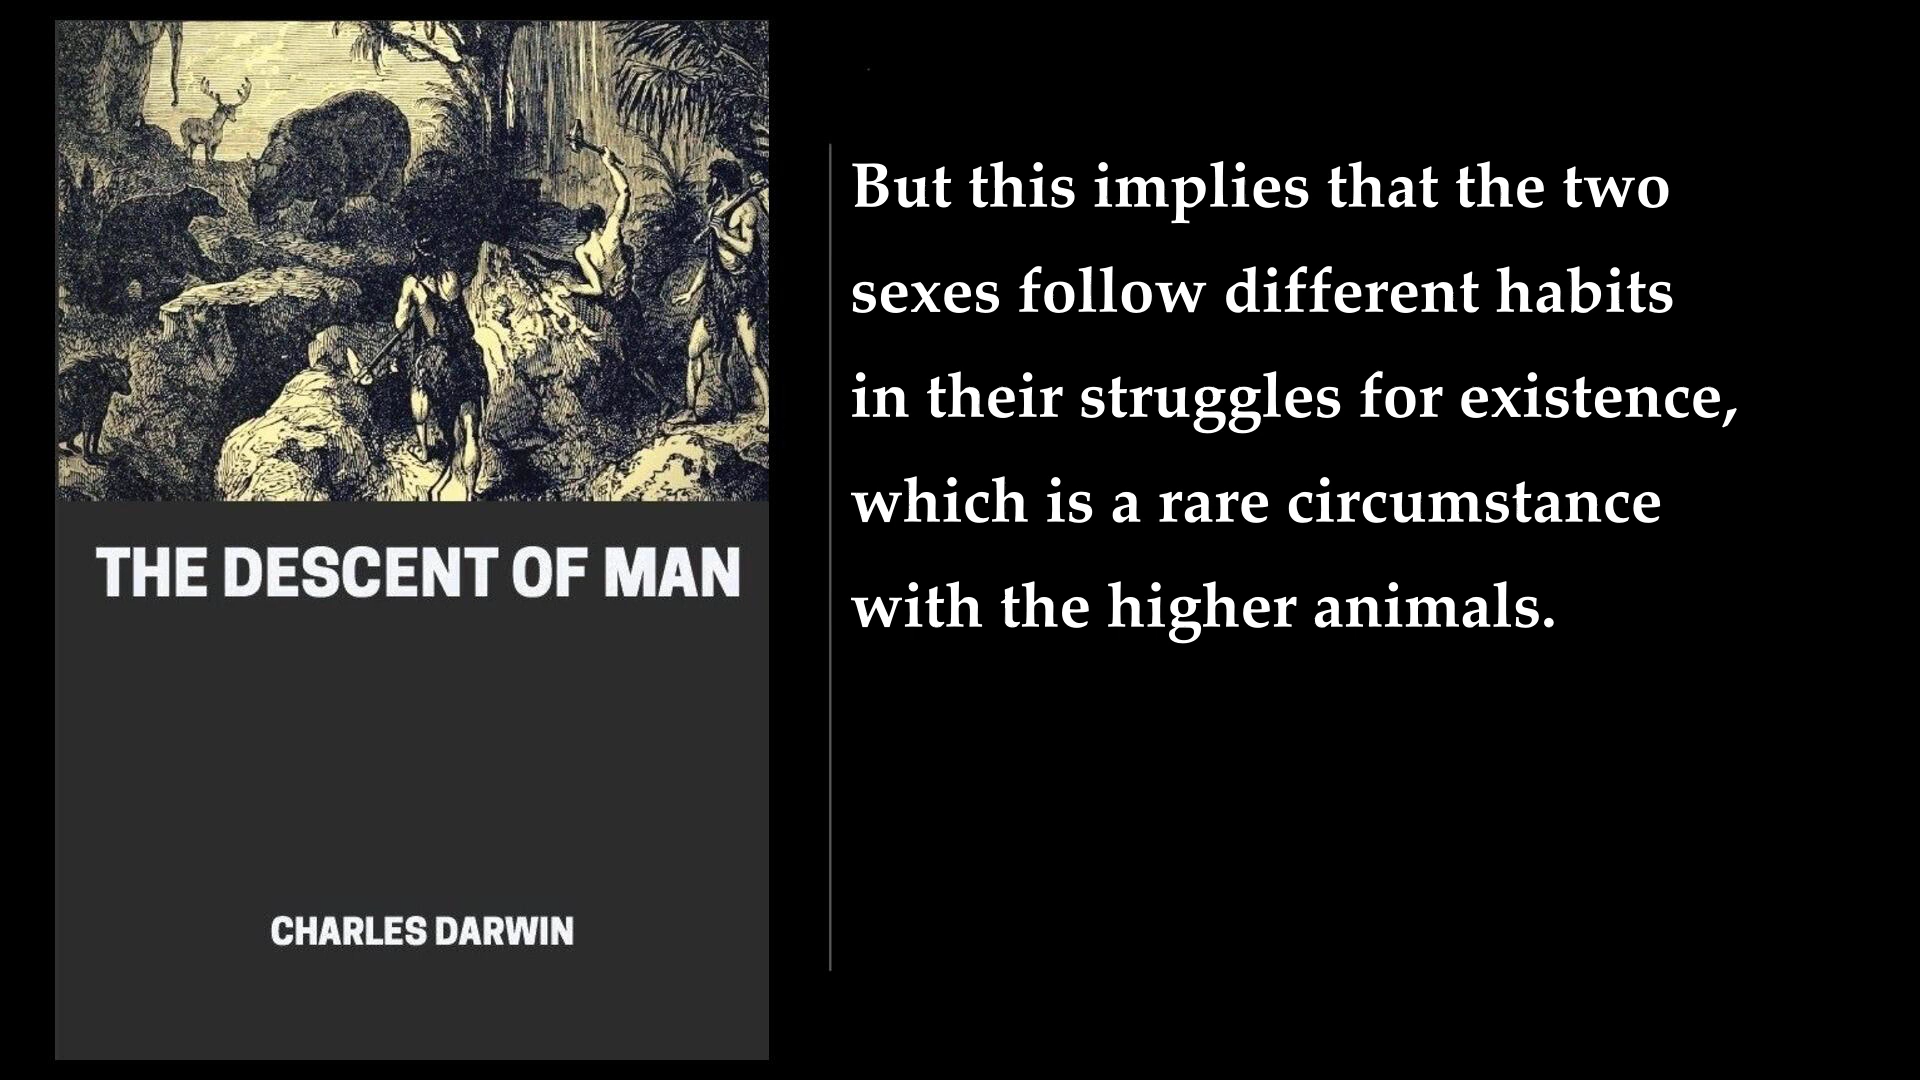 THE DESCENT OF MAN
CHARLES DARWIN
But this implies that the two
sexes follow different habits
in their struggles for existence,
which is a rare circumstance
with the higher animals.